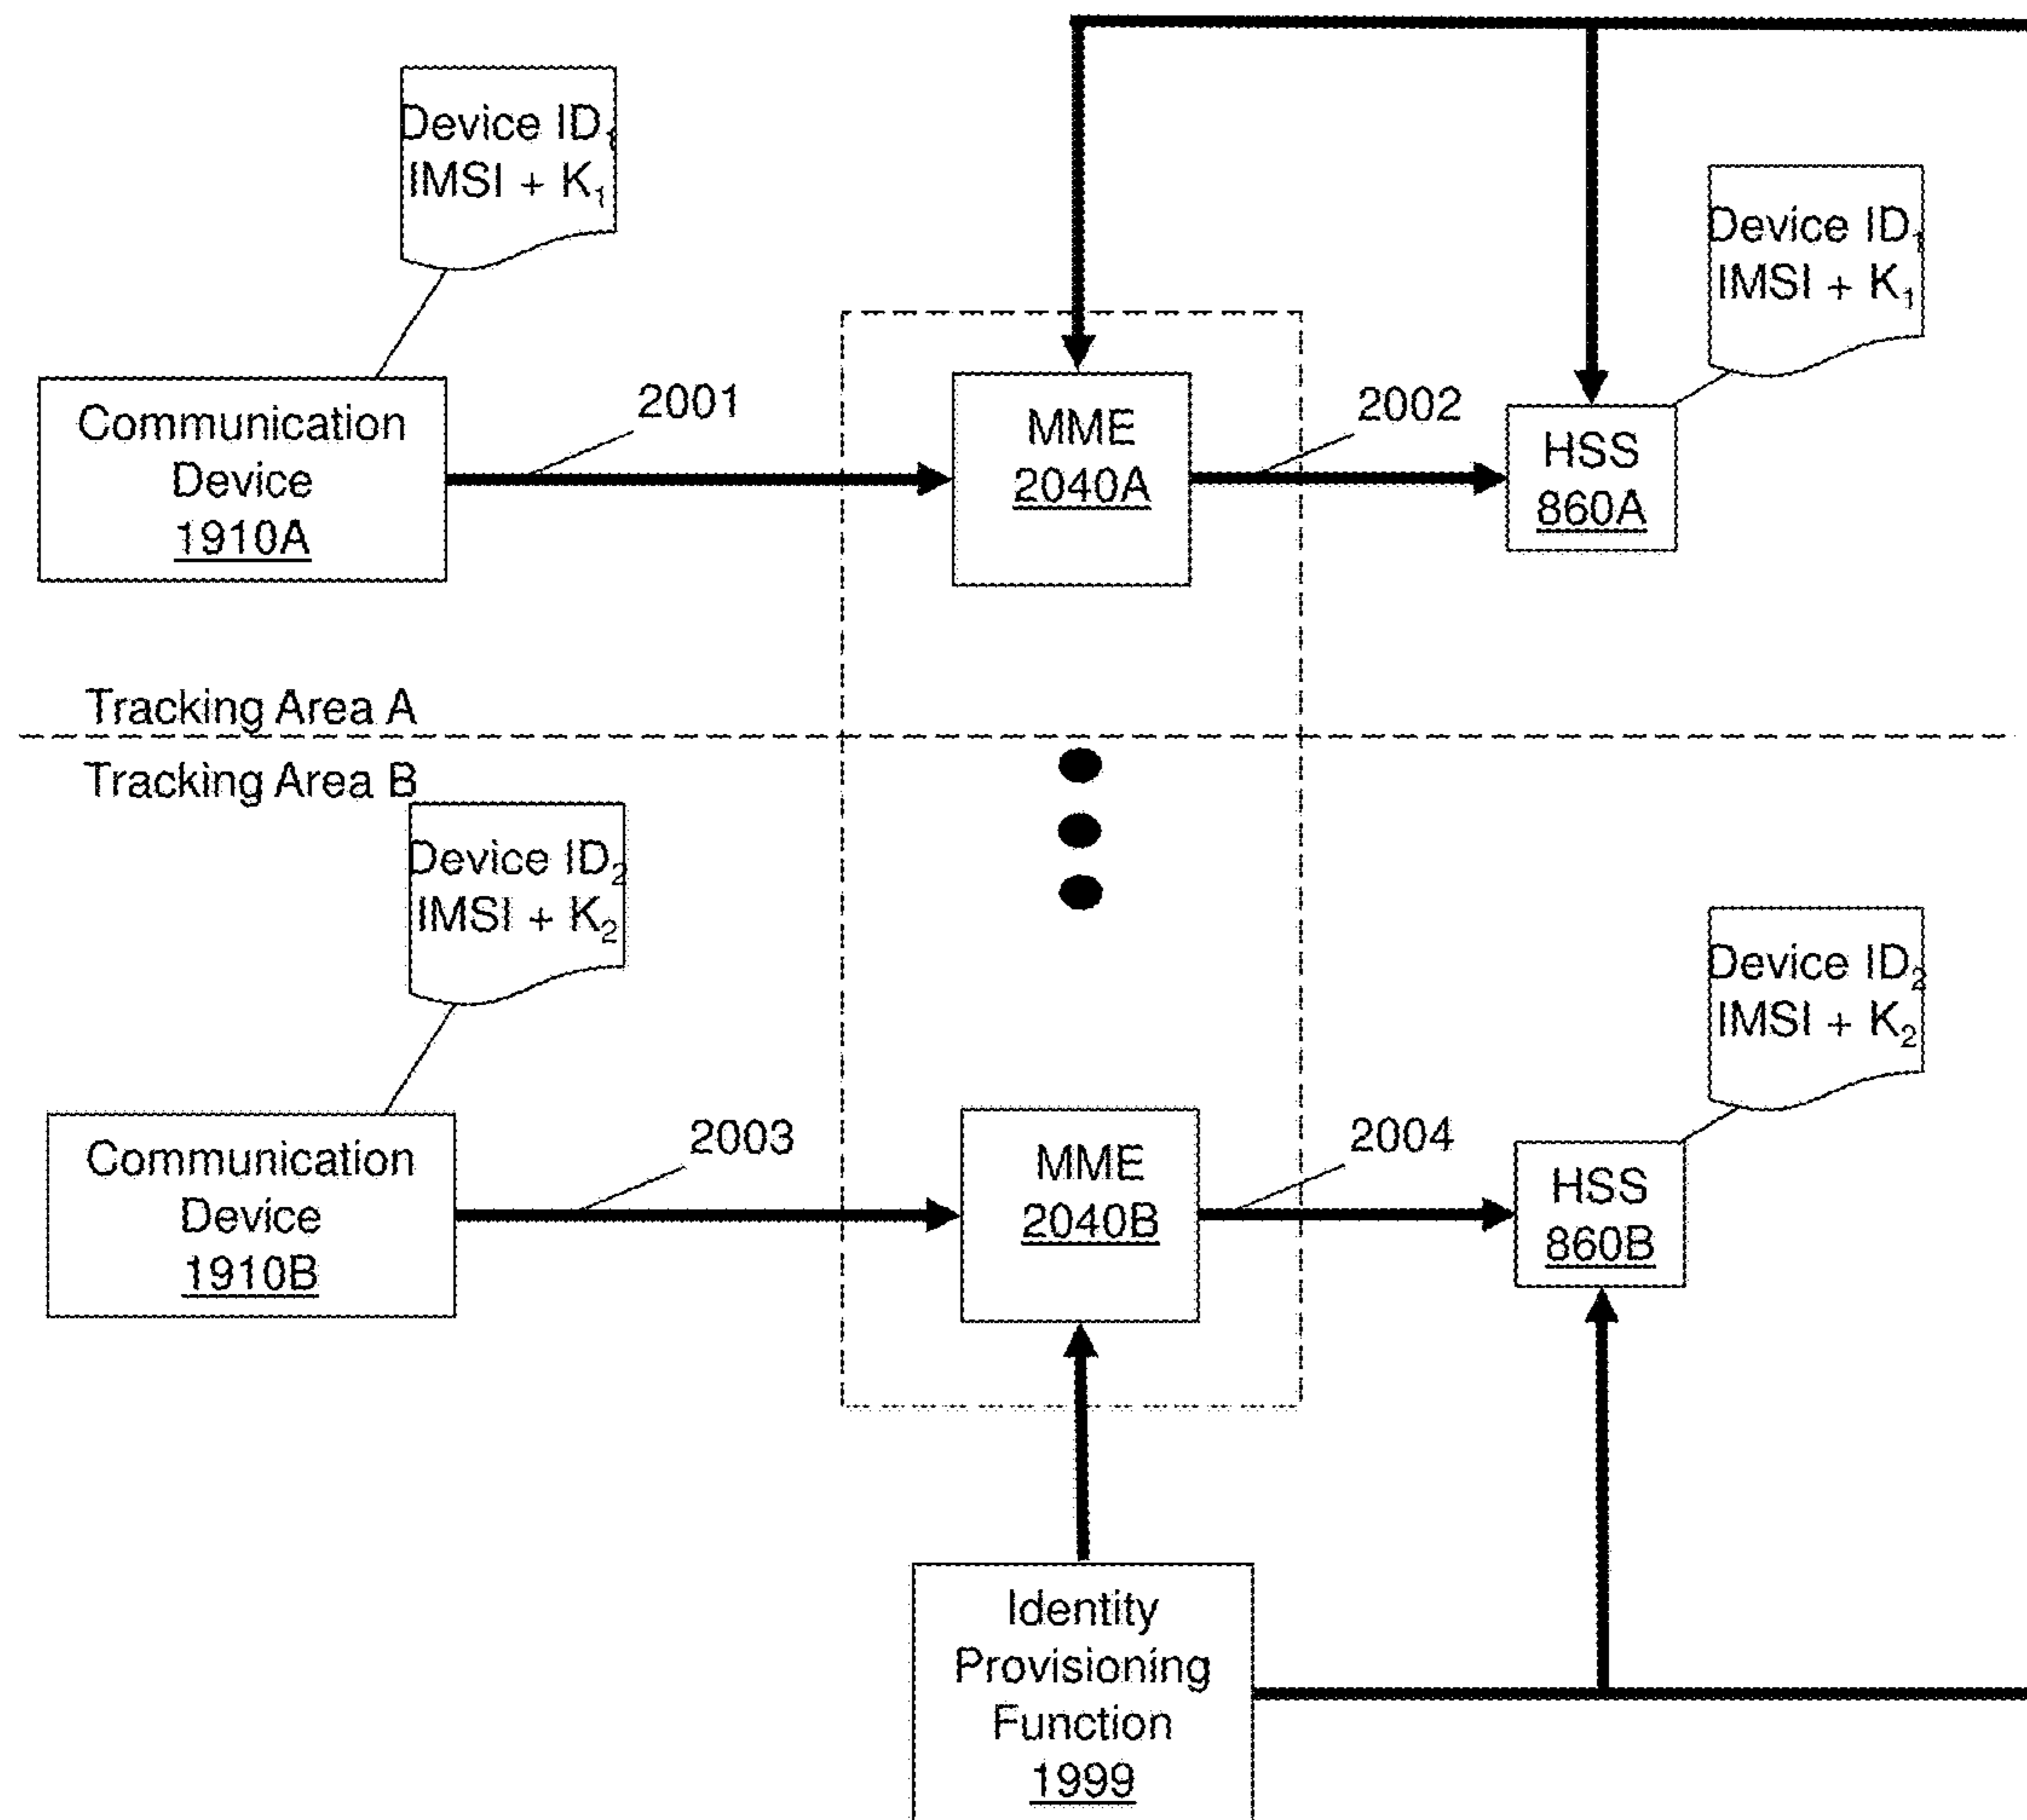 Device ID₁
IMSI + K₁
Device ID₁
IMSI + K₁
Communication
Device
1910A
2001
MME
2040A
2002
HSS
860A
Tracking Area A
Tracking Area B
Device ID₂
IMSI + K₂
Device ID₂
IMSI + K₂
Communication
Device
1910B
2003
MME
2040B
2004
HSS
860B
Identity
Provisioning
Function
1999